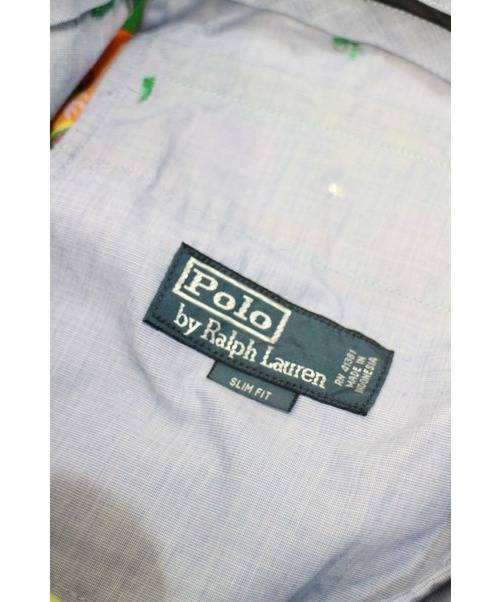 Polo
by Ralph Lauren
RN 41381
MADE IN
INDONESIA
SLIM FIT